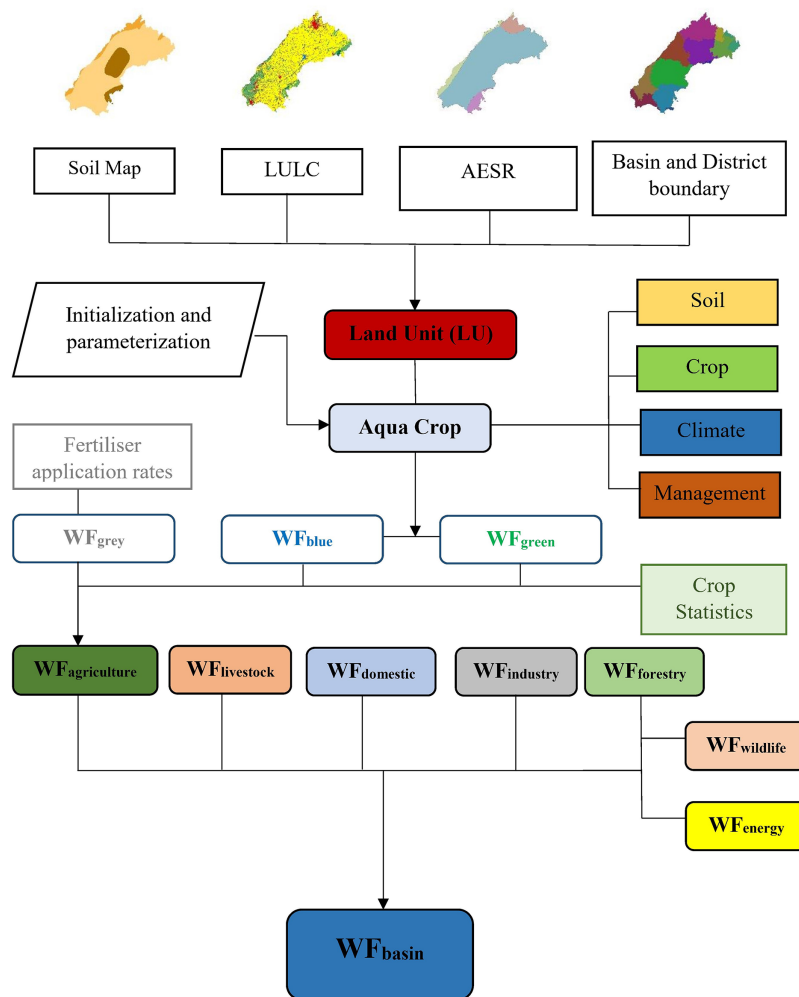 Soil Map
LULC
AESR
Basin and District
boundary
Initialization and
parameterization
Land Unit (LU)
Soil
Crop
Aqua Crop
Climate
Fertiliser
application rates
Management
WFgrey
WFblue
WFgreen
Crop
Statistics
WFagriculture
WFlivestock
WFdomestic
WFindustry
WFforestry
WFwildlife
WFenergy
WFbasin